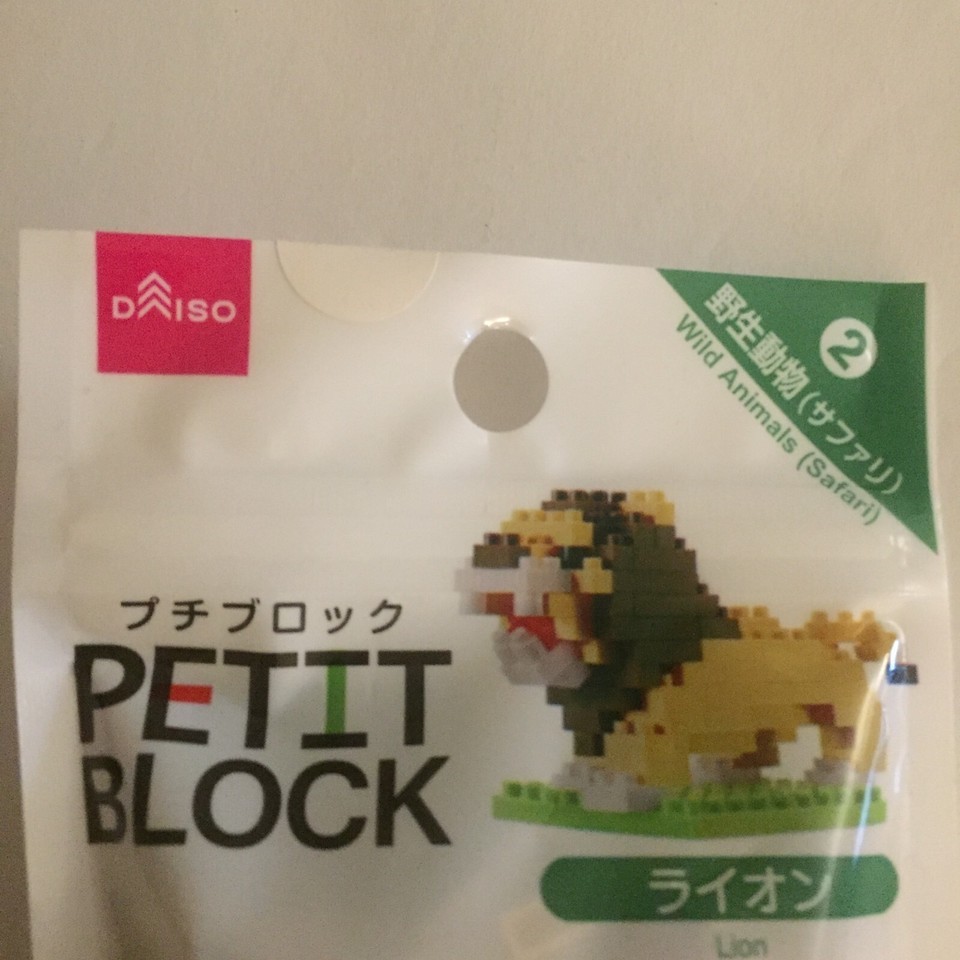 DAISO
2
野生動物(サファリ)
Wild Animals (Safari)
プチブロック
PETIT
BLOCK
ライオン
Lion